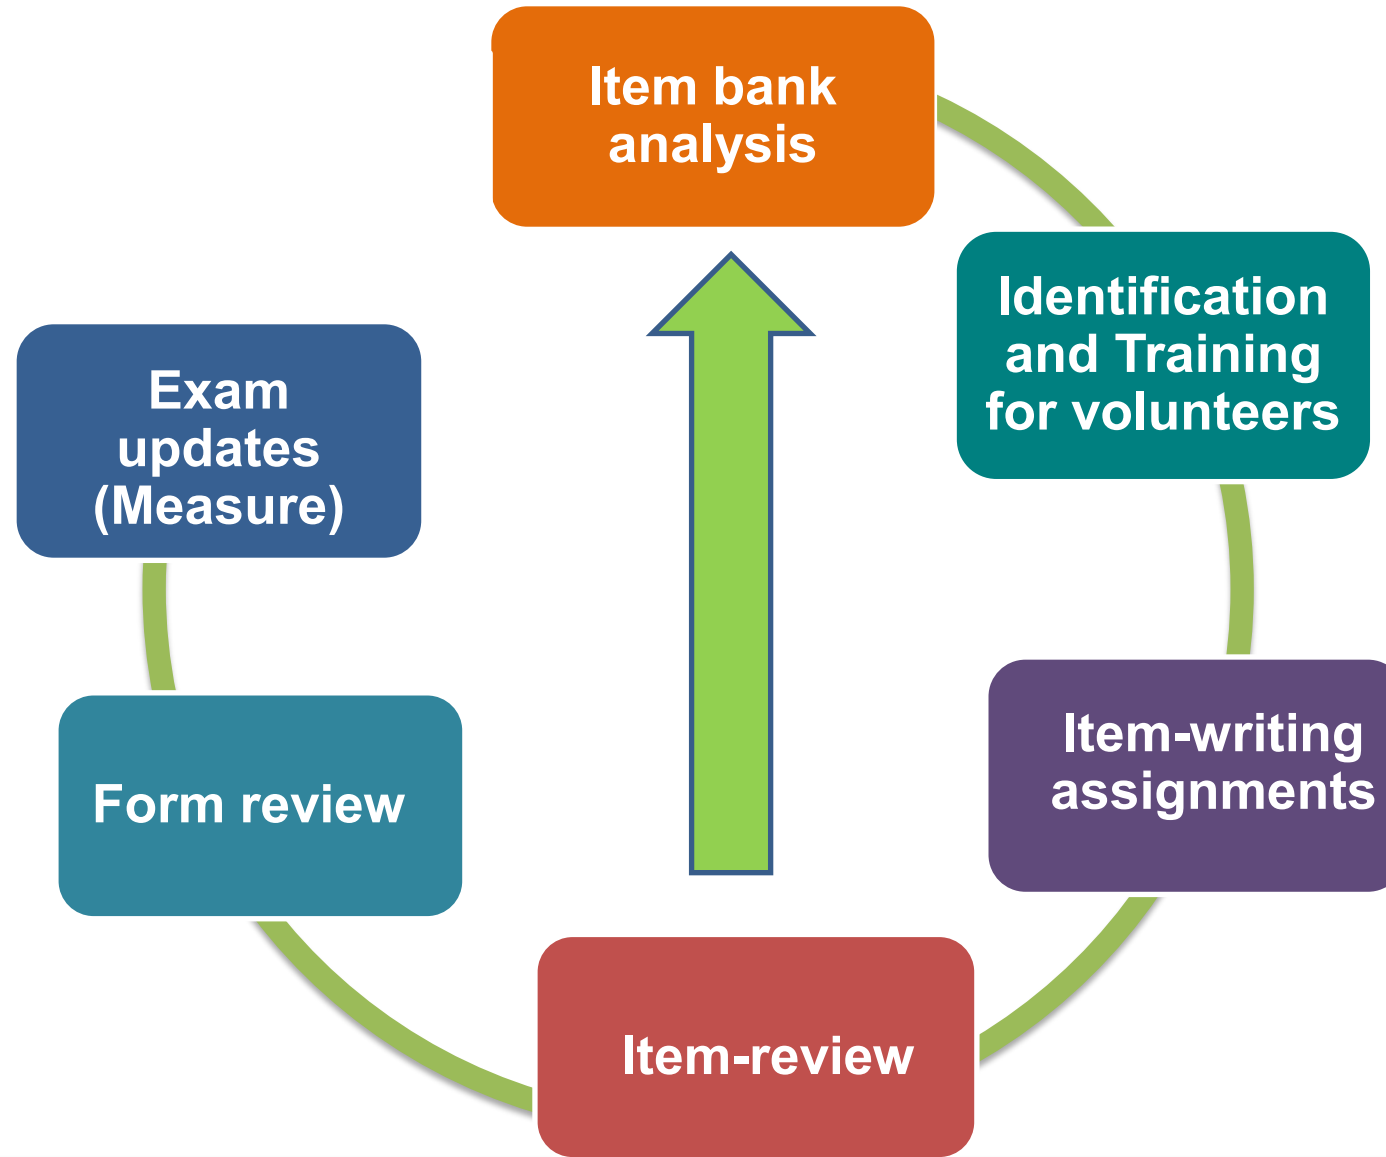 Item bank
analysis
Identification
and Training
for volunteers
Item-writing
assignments
Item-review
Form review
Exam
updates
(Measure)